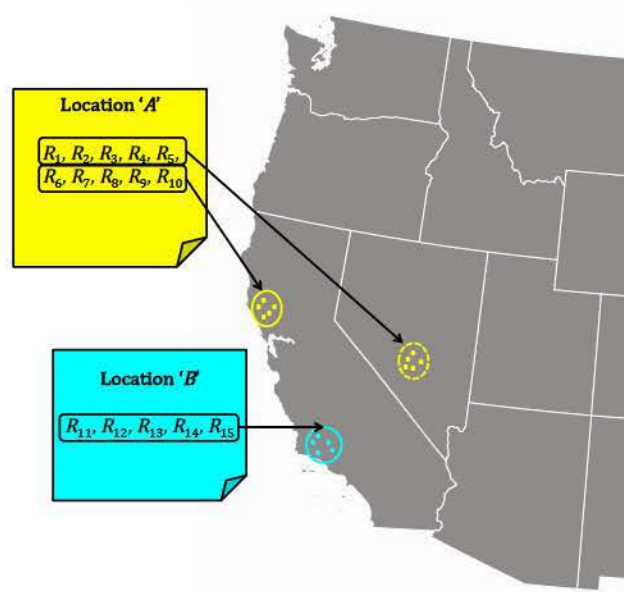 Location 'A'
R₁, R₂, R₃, R₄, R₅,
R₆, R₇, R₈, R₉, R₁₀
Location 'B'
R₁₁, R₁₂, R₁₃, R₁₄, R₁₅